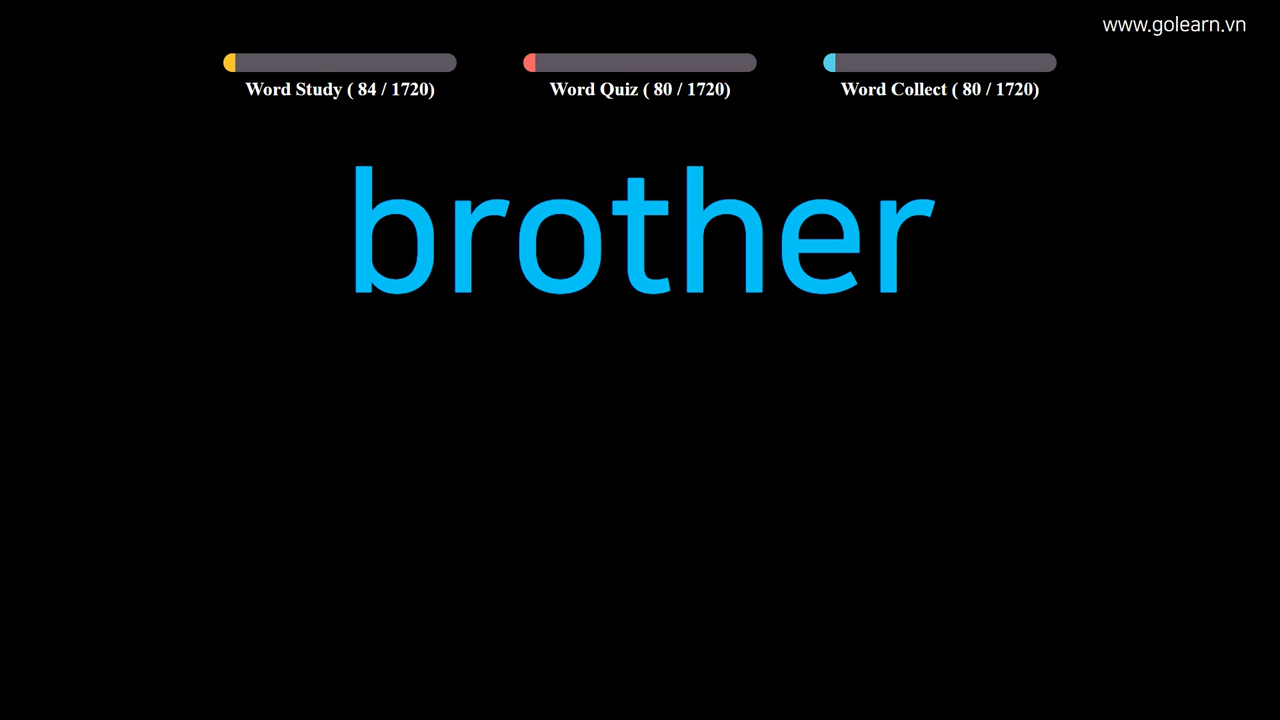 www.golearn.vn
Word Study ( 84 / 1720)
Word Quiz ( 80 / 1720)
Word Collect ( 80 / 1720)
brother